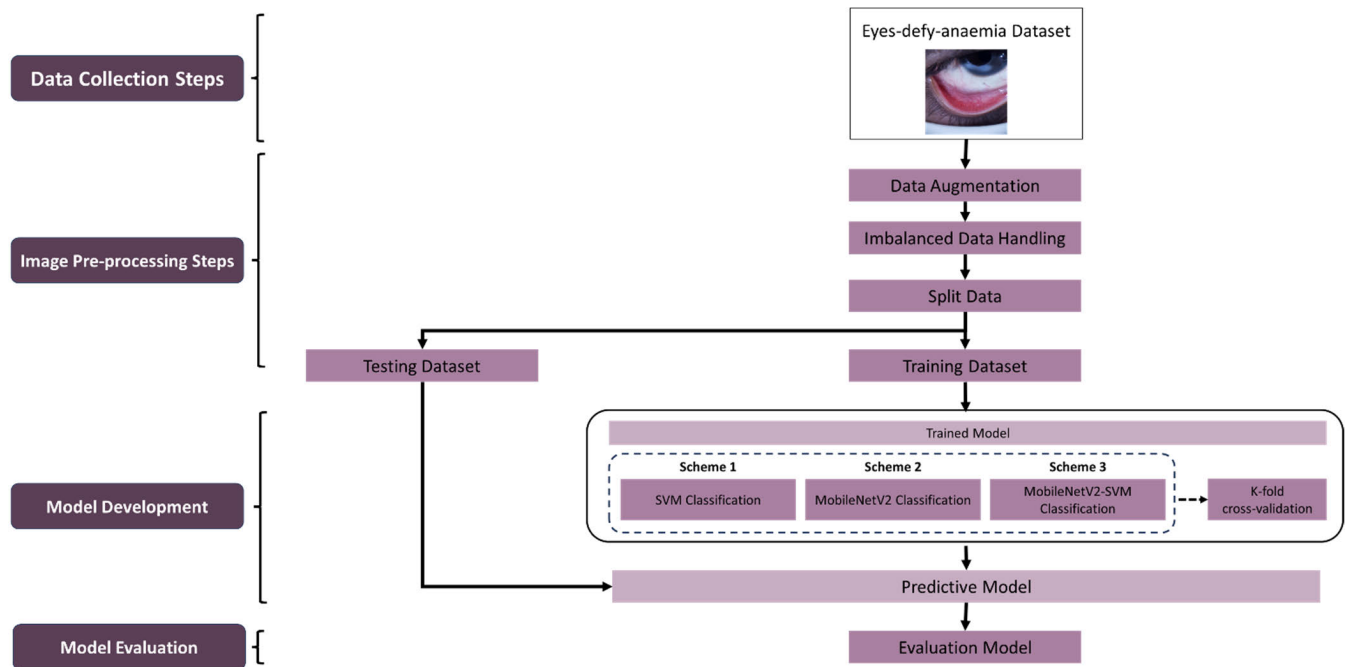 Eyes-defy-anaemia Dataset
Data Collection Steps
Data Augmentation
Imbalanced Data Handling
Image Pre-processing Steps
Split Data
Testing Dataset
Training Dataset
Trained Model
Scheme 1
Scheme 2
Scheme 3
SVM Classification
MobileNetV2 Classification
MobileNetV2-SVM
Classification
K-fold
cross-validation
Model Development
Predictive Model
Model Evaluation
Evaluation Model